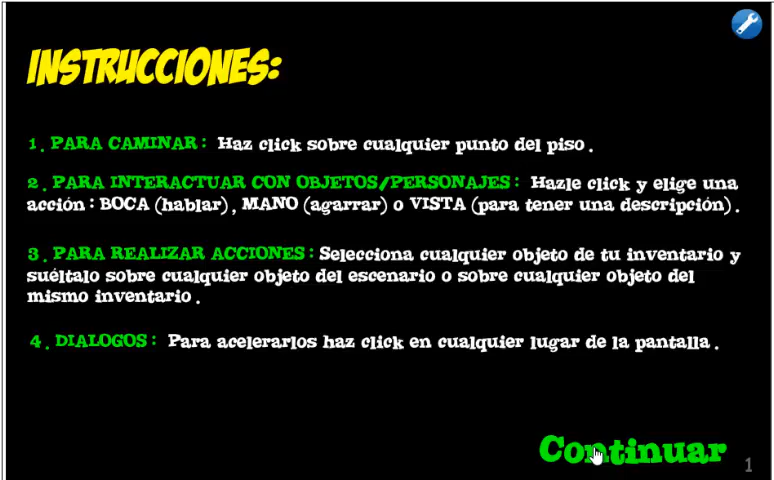 INSTRUCCIONES:
1. PARA CAMINAR: Haz click sobre cualquier punto del piso.
2. PARA INTERACTUAR CON OBJETOS/PERSONAJES: Hazle click y elige una
acción: BOCA (hablar), MANO (agarrar) o VISTA (para tener una descripción).
3. PARA REALIZAR ACCIONES: Selecciona cualquier objeto de tu inventario y
suéltalo sobre cualquier objeto del escenario o sobre cualquier objeto del
mismo inventario.
4. DIALOGOS: Para acelerarlos haz click en cualquier lugar de la pantalla.
Continuar
1